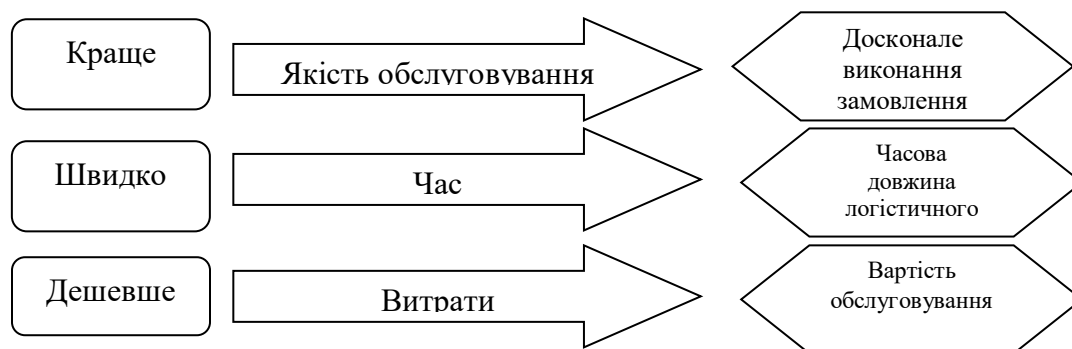 Краще
Якість обслуговування
Досконале
виконання
замовлення
Швидко
Час
Часова
довжина
логістичного
Дешевше
Витрати
Вартість
обслуговування